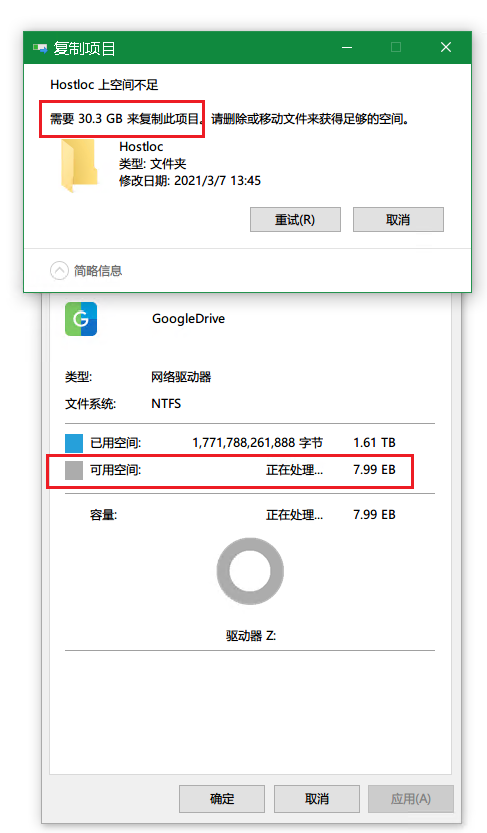 复制项目
Hostloc 上空间不足
需要 30.3 GB 来复制此项目。请删除或移动文件来获得足够的空间。
Hostloc
类型: 文件夹
修改日期: 2021/3/7 13:45
重试(R) 取消
简略信息
G GoogleDrive
类型: 网络驱动器
文件系统: NTFS
已用空间: 1,771,788,261,888 字节 1.61 TB
可用空间: 正在处理... 7.99 EB
容量: 正在处理... 7.99 EB
驱动器 Z:
确定 取消 应用(A)